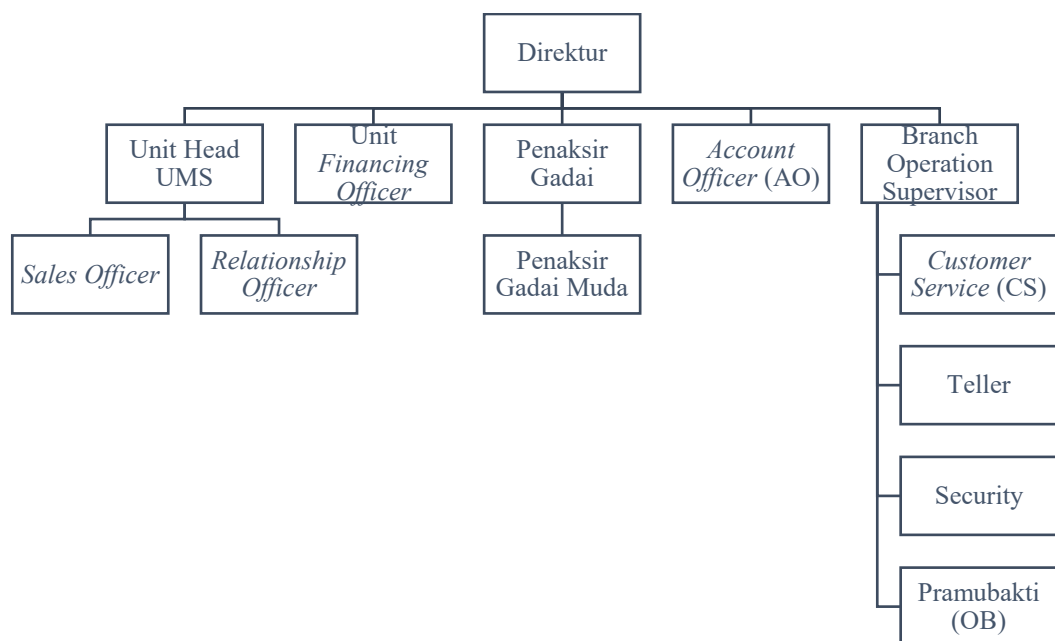 Direktur
Unit Head
UMS
Unit
Financing
Officer
Penaksir
Gadai
Account
Officer (AO)
Branch
Operation
Supervisor
Sales Officer
Relationship
Officer
Penaksir
Gadai Muda
Customer
Service (CS)
Teller
Security
Pramubakti
(OB)